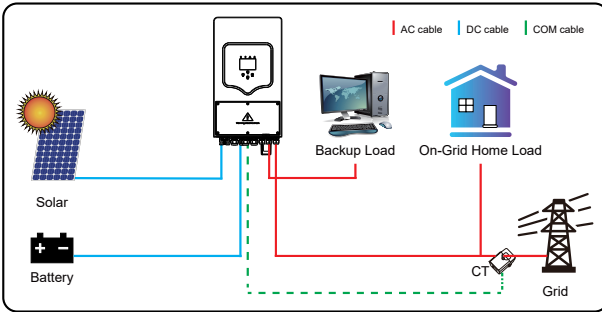 AC cable
DC cable
COM cable
Backup Load
On-Grid Home Load
Solar
Battery
CT
Grid